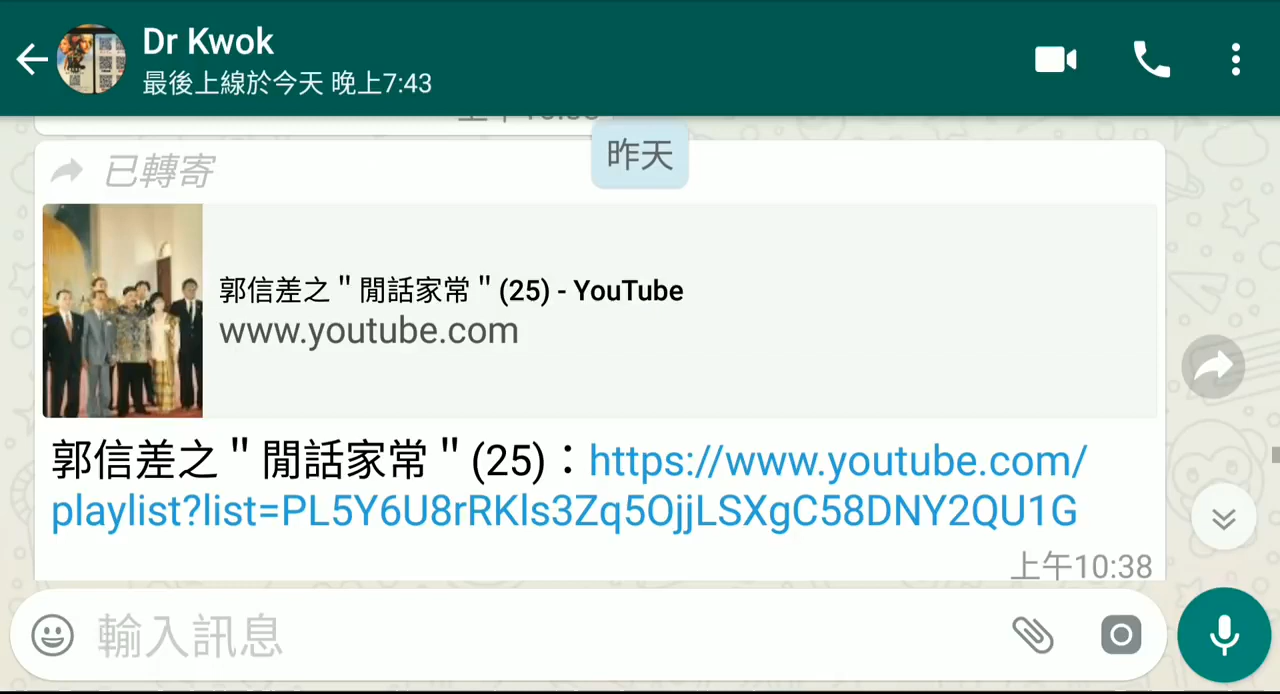 Dr Kwok
最後上線於今天 晚上7:43
昨天
已轉寄
郭信差之＂閒話家常＂(25) - YouTube
www.youtube.com
郭信差之＂閒話家常＂(25)：https://www.youtube.com/
playlist?list=PL5Y6U8rRKls3Zq5OjjLSXgC58DNY2QU1G
上午10:38
輸入訊息